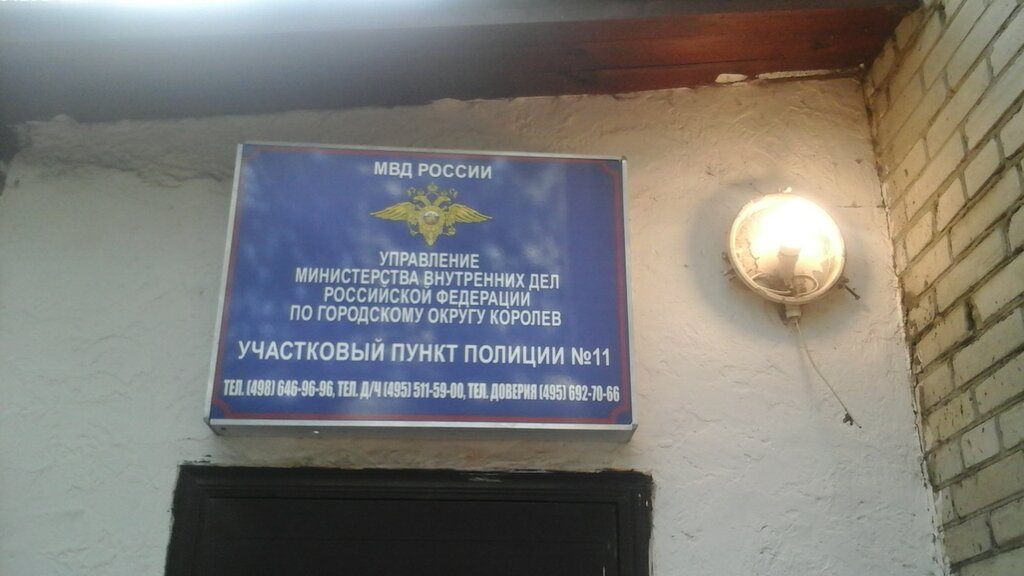 МВД РОССИИ
УПРАВЛЕНИЕ
МИНИСТЕРСТВА ВНУТРЕННИХ ДЕЛ
РОССИЙСКОЙ ФЕДЕРАЦИИ
ПО ГОРОДСКОМУ ОКРУГУ КОРОЛЕВ
УЧАСТКОВЫЙ ПУНКТ ПОЛИЦИИ №11
ТЕЛ. (498) 646-96-96, ТЕЛ. Д/Ч (495) 511-59-00, ТЕЛ. ДОВЕРИЯ (495) 692-70-66